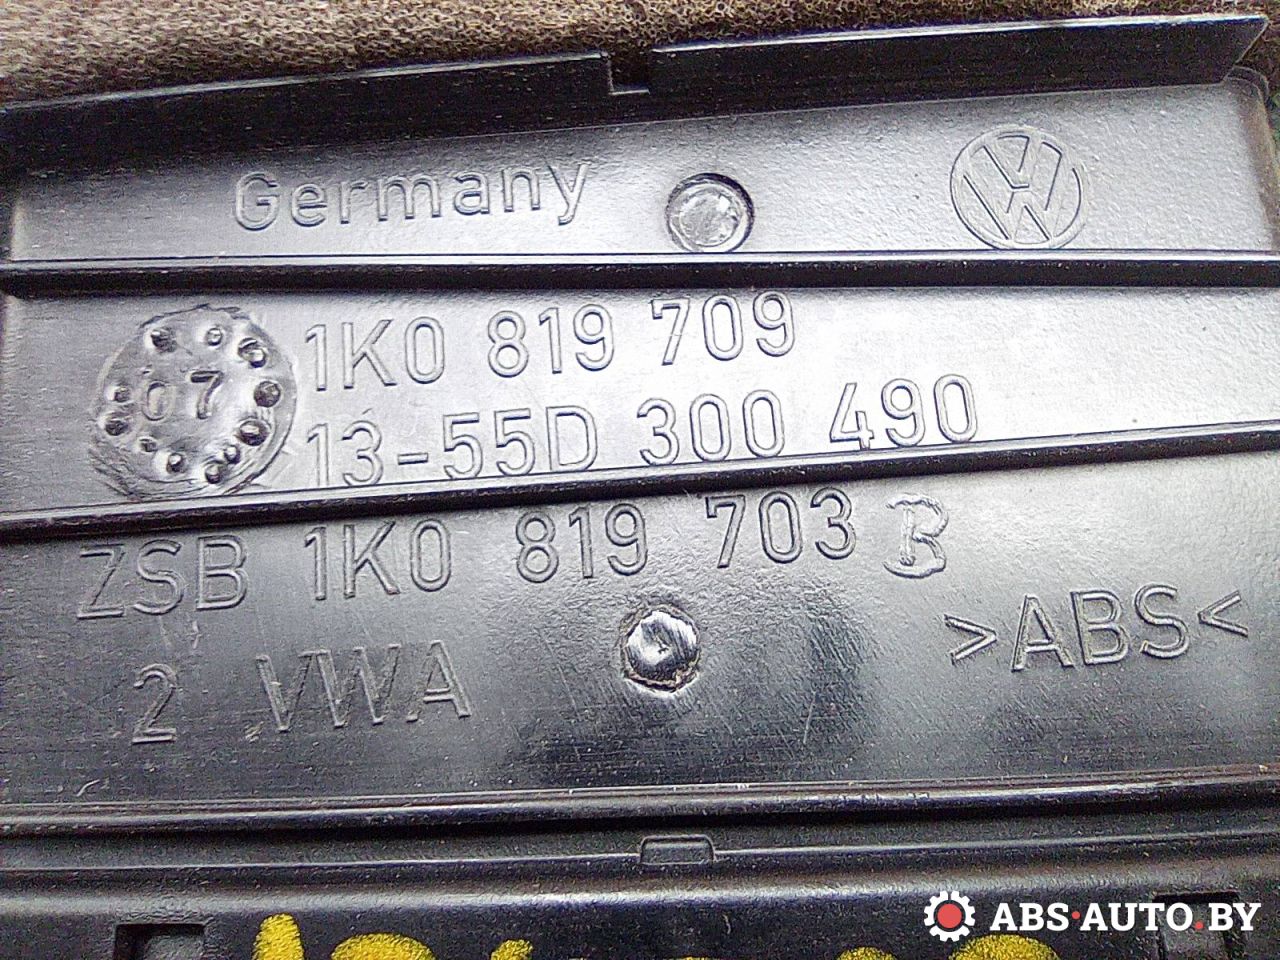 Germany
VW
1K0 819 709
07
13-55D 300 490
ZSB 1K0 819 703 B
>ABS<
2 VWA
ABS·AUTO.BY